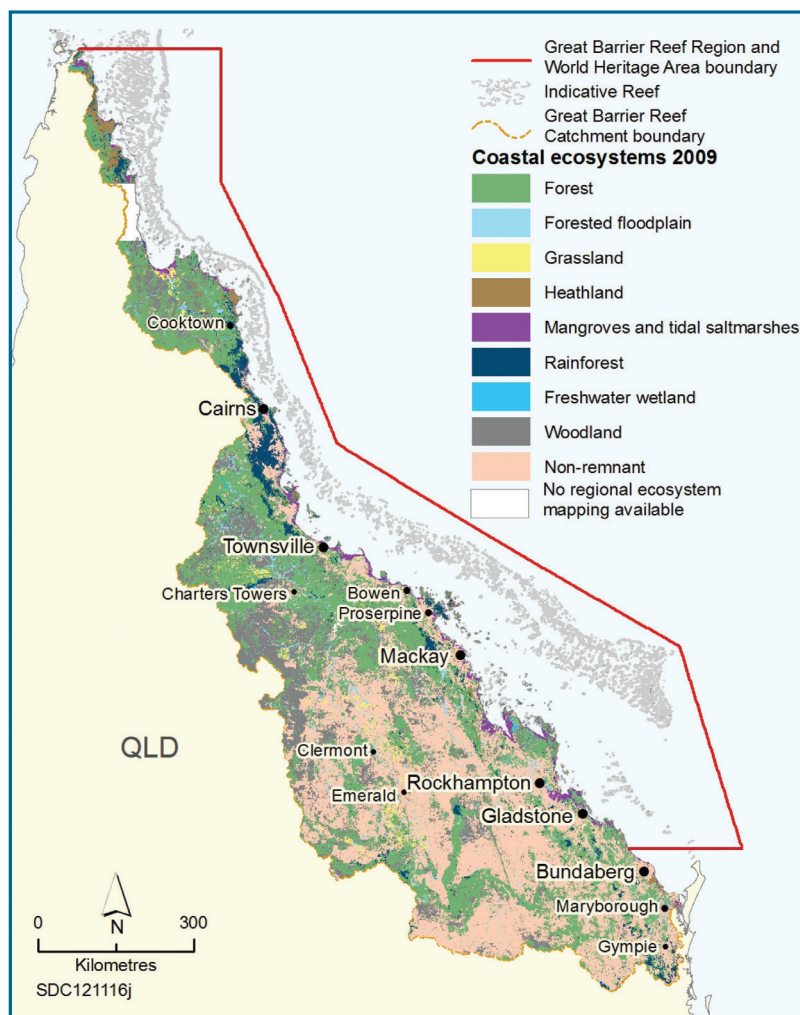 Great Barrier Reef Region and
World Heritage Area boundary
Indicative Reef
Great Barrier Reef
Catchment boundary
Coastal ecosystems 2009
Forest
Forested floodplain
Grassland
Heathland
Mangroves and tidal saltmarshes
Rainforest
Freshwater wetland
Woodland
Non-remnant
No regional ecosystem
mapping available
Cooktown
Cairns
Townsville
Charters Towers
Bowen
Proserpine
Mackay
QLD
Clermont
Emerald
Rockhampton
Gladstone
Bundaberg
Maryborough
Gympie
N
0 300
Kilometres
SDC121116j